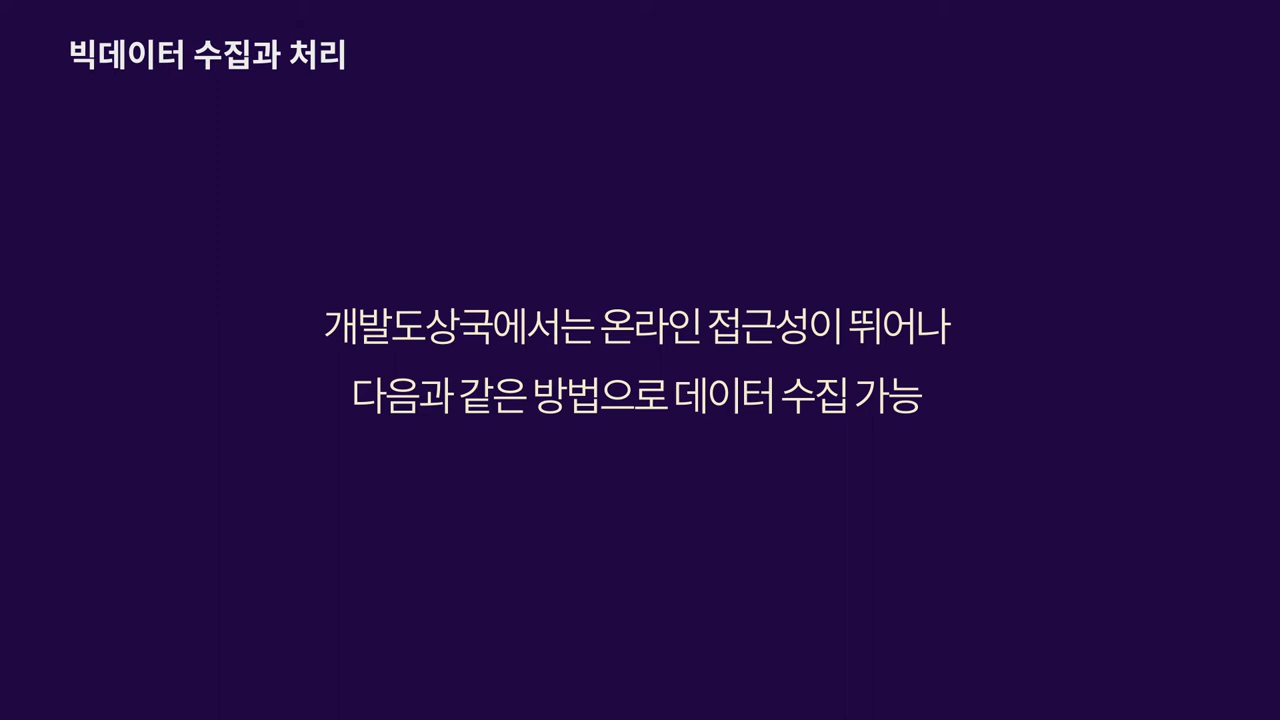 빅데이터 수집과 처리
개발도상국에서는 온라인 접근성이 뛰어나
다음과 같은 방법으로 데이터 수집 가능